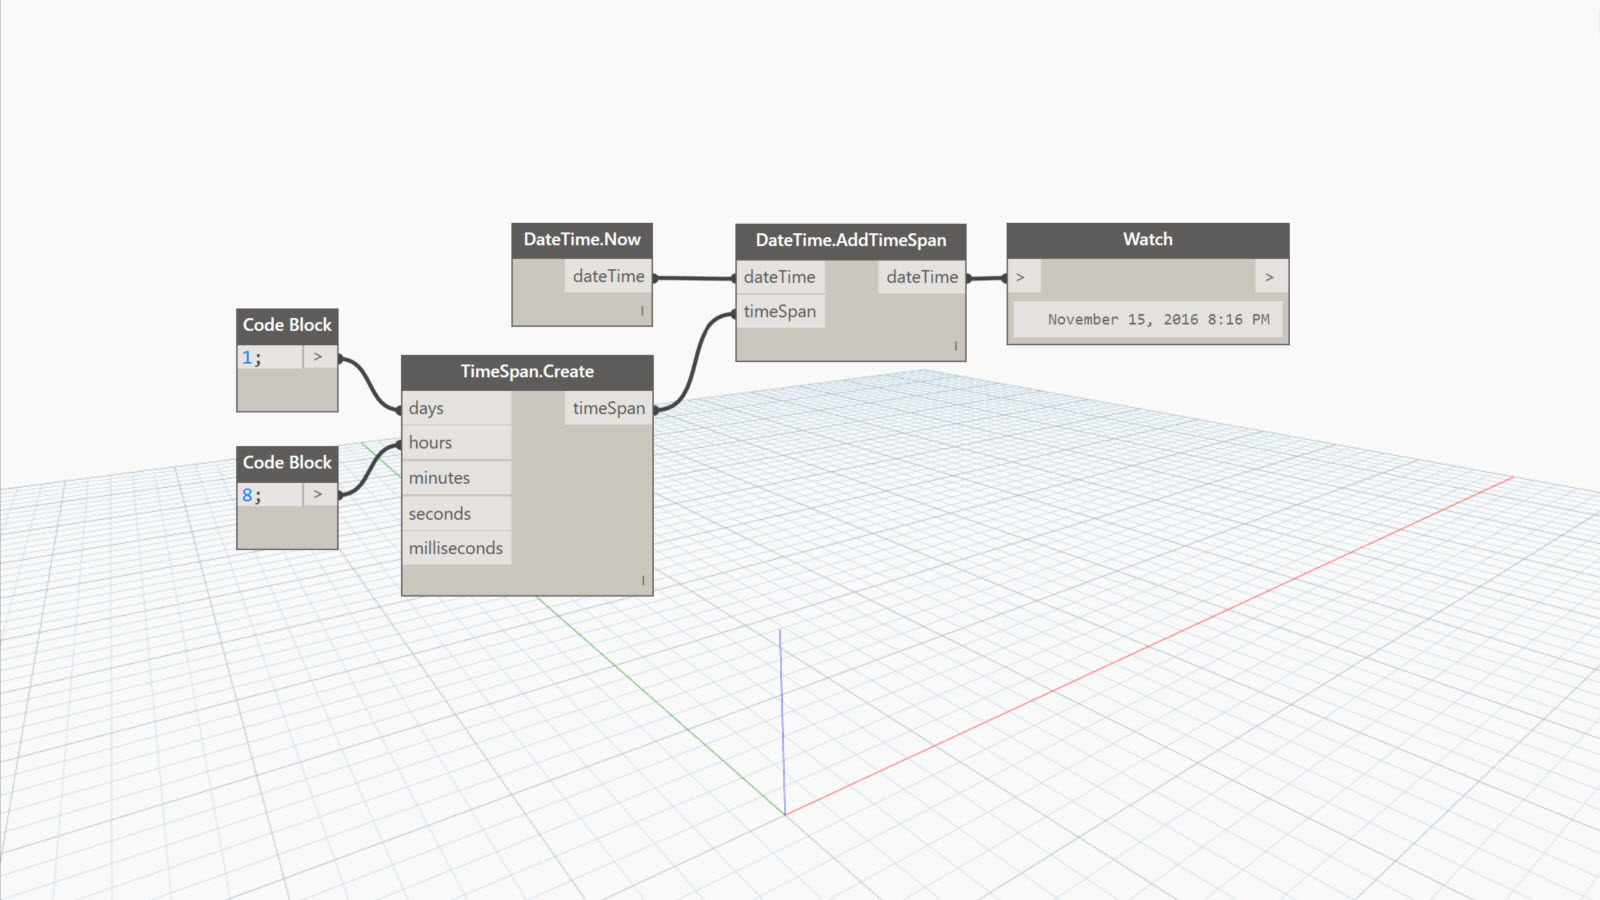 DateTime.Now
dateTime
DateTime.AddTimeSpan
dateTime dateTime
timeSpan
Watch
> >
November 15, 2016 8:16 PM
Code Block
1; >
Code Block
8; >
TimeSpan.Create
days timeSpan
hours
minutes
seconds
milliseconds